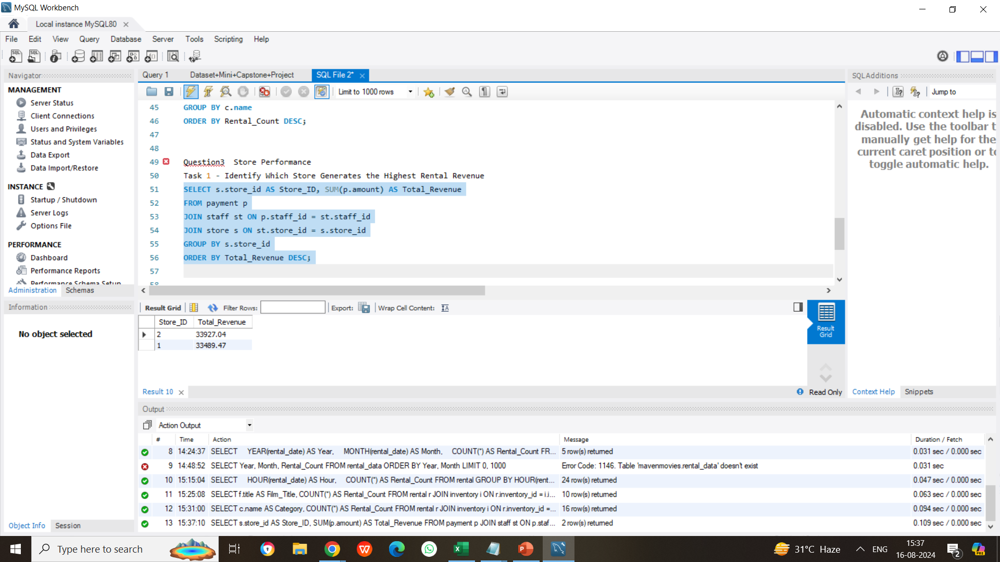 MySQL Workbench
Local instance MySQL80
File Edit View Query Database Server Tools Scripting Help
Navigator
MANAGEMENT
Server Status
Client Connections
Users and Privileges
Status and System Variables
Data Export
Data Import/Restore
INSTANCE
Startup / Shutdown
Server Logs
Options File
PERFORMANCE
Dashboard
Performance Reports
Performance Schema Setup
Administration Schemas
Information
No object selected
Object Info Session
Query 1 Dataset+Mini+Capstone+Project SQL File 2*
Limit to 1000 rows
45 GROUP BY c.name
46 ORDER BY Rental_Count DESC;
47
48
49 Question3  Store Performance
50 Task 1 - Identify Which Store Generates the Highest Rental Revenue
51 SELECT s.store_id AS Store_ID, SUM(p.amount) AS Total_Revenue
52 FROM payment p
53 JOIN staff st ON p.staff_id = st.staff_id
54 JOIN store s ON st.store_id = s.store_id
55 GROUP BY s.store_id
56 ORDER BY Total_Revenue DESC;
57
58
Result Grid Filter Rows: Export: Wrap Cell Content:
Store_ID Total_Revenue
2 33927.04
1 33489.47
Result Grid
Result 10
Read Only
SQLAdditions
Jump to
Automatic context help is
disabled. Use the toolbar t
manually get help for the
current caret position or to
toggle automatic help.
Context Help Snippets
Output
Action Output
# Time Action Message Duration / Fetch
8 14:24:37 SELECT YEAR(rental_date) AS Year, MONTH(rental_date) AS Month, COUNT(*) AS Rental_Count FR... 5 row(s) returned 0.031 sec / 0.000 sec
9 14:48:52 SELECT Year, Month, Rental_Count FROM rental_data ORDER BY Year, Month LIMIT 0, 1000 Error Code: 1146. Table 'mavenmovies.rental_data' doesn't exist 0.031 sec
10 15:15:04 SELECT HOUR(rental_date) AS Hour, COUNT(*) AS Rental_Count FROM rental GROUP BY HOUR(rent... 24 row(s) returned 0.047 sec / 0.000 sec
11 15:25:08 SELECT f.title AS Film_Title, COUNT(*) AS Rental_Count FROM rental r JOIN inventory i ON r.inventory_id = i.i... 10 row(s) returned 0.063 sec / 0.000 sec
12 15:31:00 SELECT c.name AS Category, COUNT(*) AS Rental_Count FROM rental r JOIN inventory i ON r.inventory_id =... 16 row(s) returned 0.094 sec / 0.000 sec
13 15:37:10 SELECT s.store_id AS Store_ID, SUM(p.amount) AS Total_Revenue FROM payment p JOIN staff st ON p.staf... 2 row(s) returned 0.109 sec / 0.000 sec
Type here to search
31°C Haze
ENG
15:37
16-08-2024
2
PRE